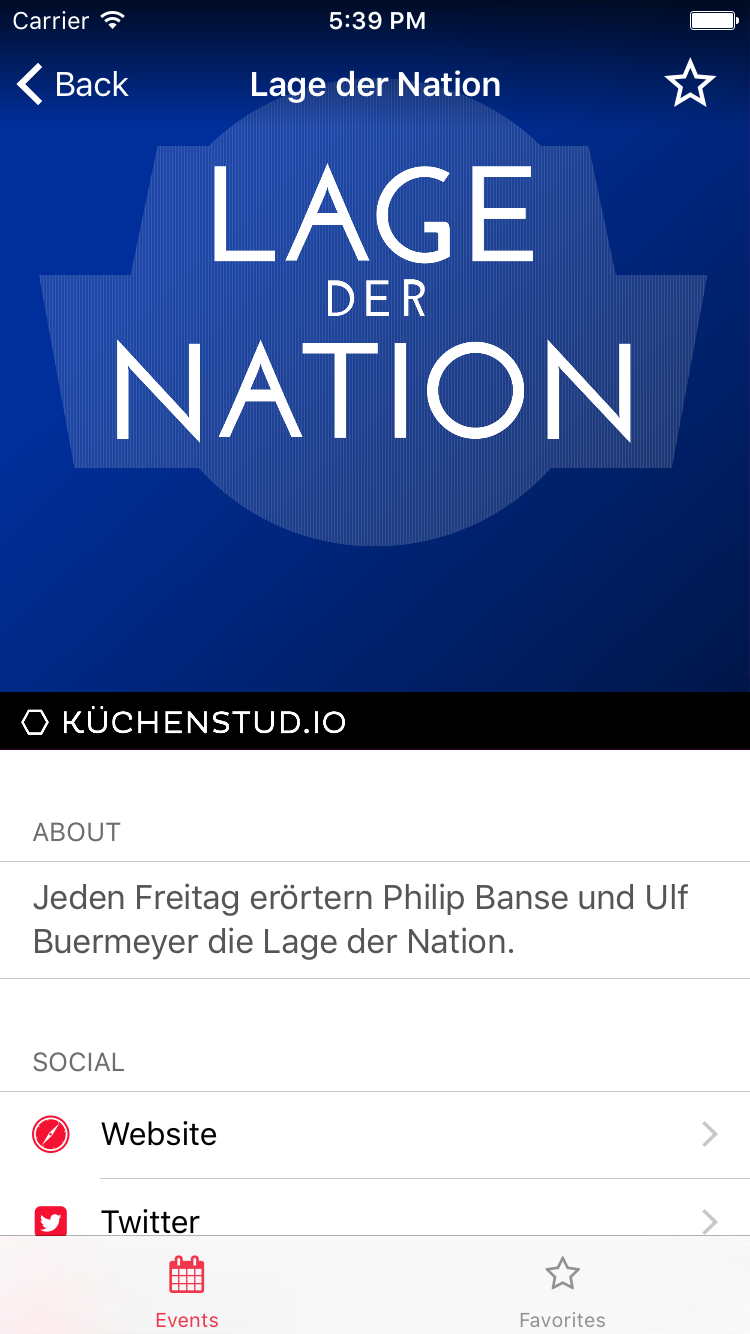 Carrier 5:39 PM
Back Lage der Nation
LAGE
DER
NATION
KÜCHENSTUD.IO
ABOUT
Jeden Freitag erörtern Philip Banse und Ulf
Buermeyer die Lage der Nation.
SOCIAL
Website
Twitter
Events Favorites